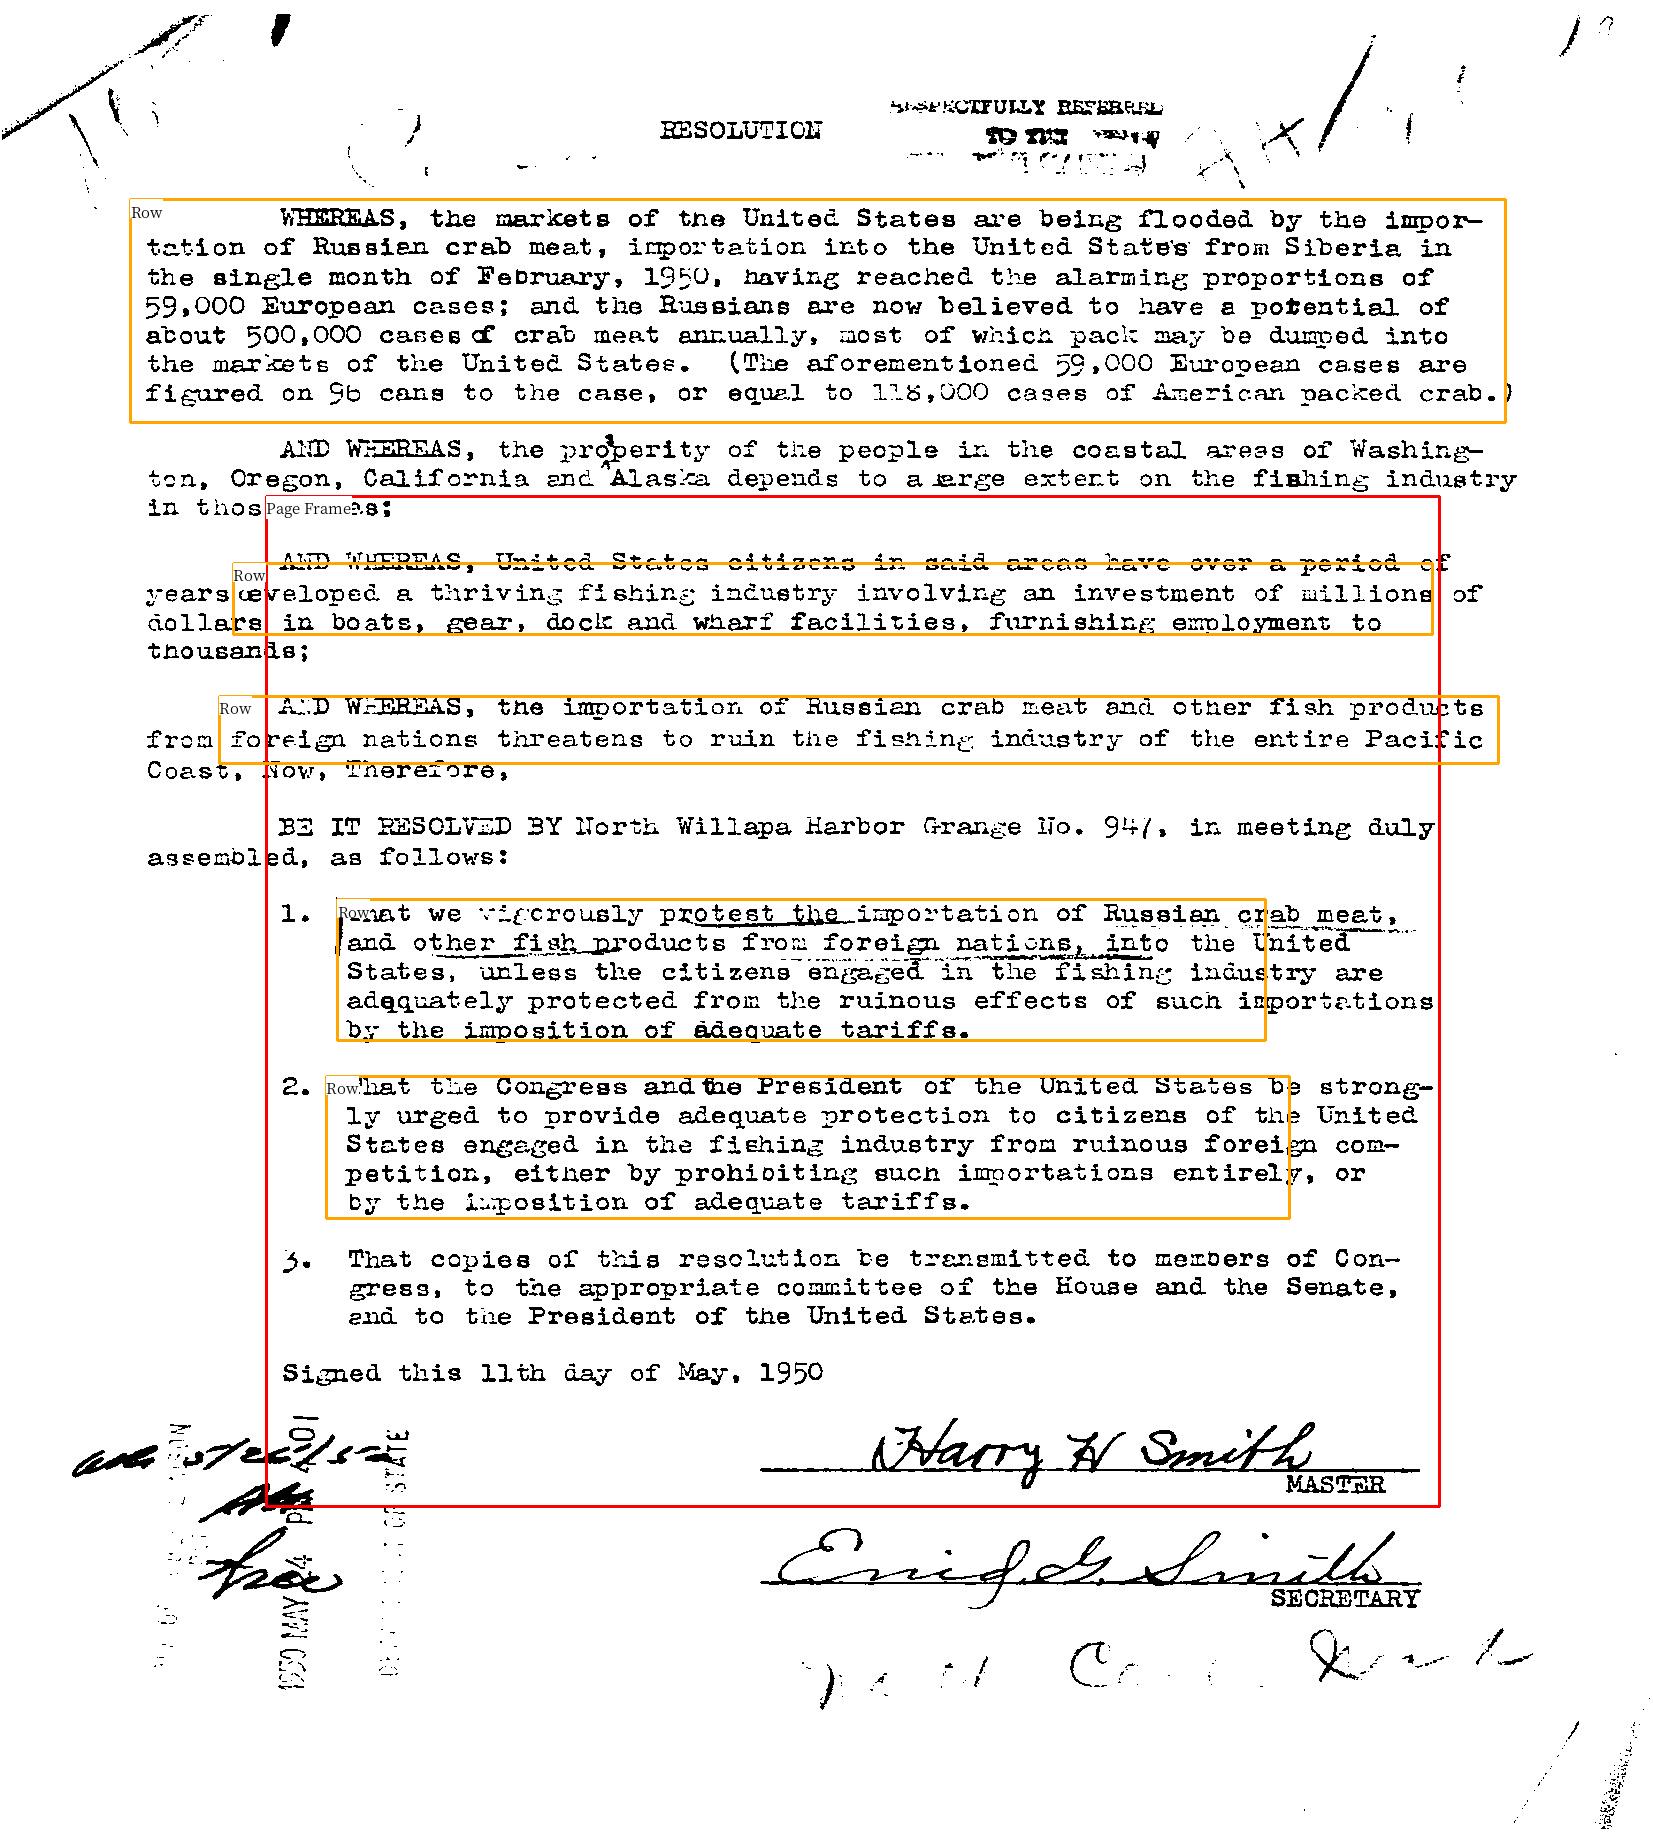 RESPECTFULLY REFERRED
TO THE
RESOLUTION
Row
WHEREAS, the markets of the United States are being flooded by the impor-
tation of Russian crab meat, importation into the United States from Siberia in
the single month of February, 1950, having reached the alarming proportions of
59,000 European cases; and the Russians are now believed to have a potential of
about 500,000 cases of crab meat annually, most of which pack may be dumped into
the markets of the United States. (The aforementioned 59,000 European cases are
figured on 96 cans to the case, or equal to 118,000 cases of American packed crab.)
AND WHEREAS, the prosperity of the people in the coastal areas of Washing-
ton, Oregon, California and Alaska depends to a large extent on the fishing industry
in
Page Frame
AND WHEREAS, United States citizens in said areas have over a period of
Row
years developed a thriving fishing industry involving an investment of millions of
dollars in boats, gear, dock and wharf facilities, furnishing employment to
thousands;
Row
AND WHEREAS, the importation of Russian crab meat and other fish products
from foreign nations threatens to ruin the fishing industry of the entire Pacific
Coast, Now, Therefore,
BE IT RESOLVED BY North Willapa Harbor Grange No. 947, in meeting duly
assembled, as follows:
Row
1. That we vigorously protest the importation of Russian crab meat,
and other fish products from foreign nations, into the United
States, unless the citizens engaged in the fishing industry are
adqquately protected from the ruinous effects of such importations
by the imposition of adequate tariffs.
Row
2. That the Congress and the President of the United States be strong-
ly urged to provide adequate protection to citizens of the United
States engaged in the fishing industry from ruinous foreign com-
petition, either by prohibiting such importations entirely, or
by the imposition of adequate tariffs.
3. That copies of this resolution be transmitted to members of Con-
gress, to the appropriate committee of the House and the Senate,
and to the President of the United States.
Signed this 11th day of May, 1950
Harry H Smith
MASTER
Enid G. Smith
SECRETARY
1950 MAY 24 PM 4 01
OF STATE